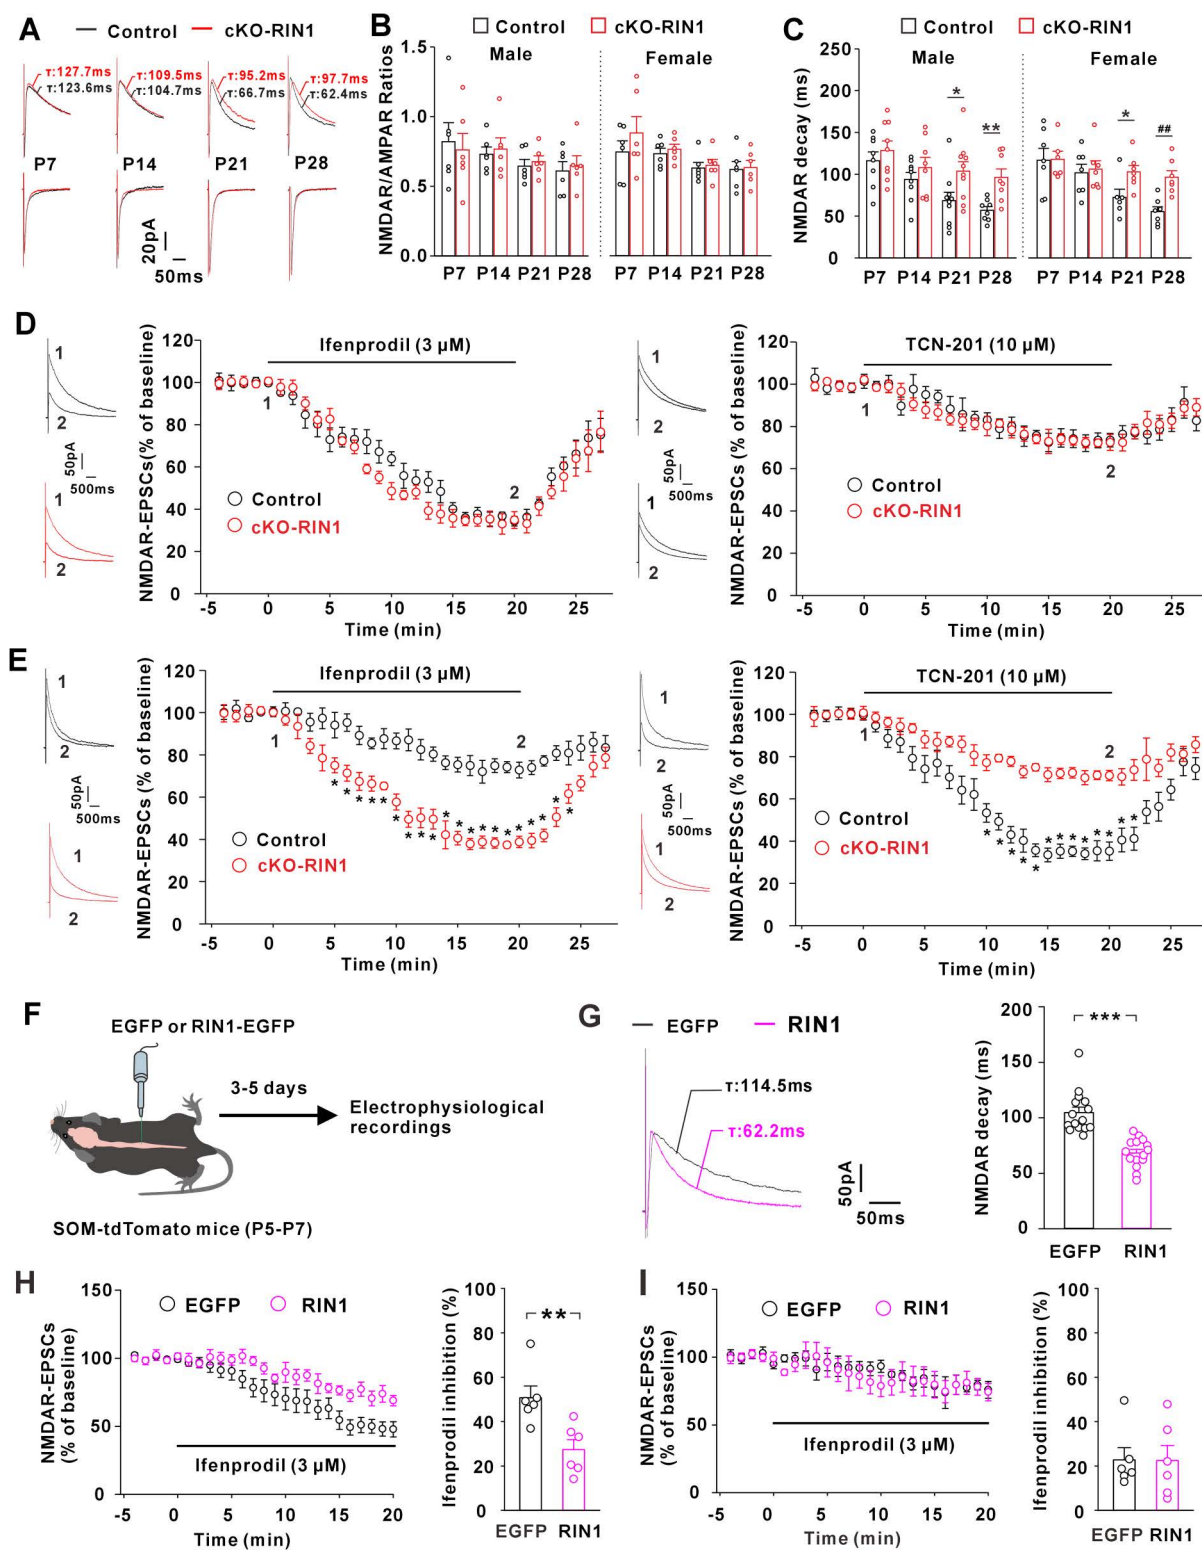 A
Control
cKO-RIN1
τ:127.7ms
τ:123.6ms
τ:109.5ms
τ:104.7ms
τ:95.2ms
τ:66.7ms
τ:97.7ms
τ:62.4ms
P7
P14
P21
P28
20pA
50ms
B
Control
cKO-RIN1
Male
Female
NMDAR/AMPAR Ratios
1.5
1.0
0.5
0.0
P7 P14 P21 P28
P7 P14 P21 P28
C
Control
cKO-RIN1
Male
Female
NMDAR decay (ms)
250
200
150
100
50
0
*
**
*
##
P7 P14 P21 P28
P7 P14 P21 P28
D
1
2
50pA
500ms
1
2
NMDAR-EPSCs(% of baseline)
120
100
80
60
40
20
0
Ifenprodil (3 μM)
1
2
Control
cKO-RIN1
-5 0 5 10 15 20 25
Time (min)
1
2
50pA
500ms
1
2
NMDAR-EPSCs (% of baseline)
120
100
80
60
40
20
0
TCN-201 (10 μM)
1
2
Control
cKO-RIN1
-5 0 5 10 15 20 25
Time (min)
E
1
2
50pA
500ms
1
2
NMDAR-EPSCs (% of baseline)
120
100
80
60
40
20
0
Ifenprodil (3 μM)
1
2
* * * * * * * * * * * * * * * * * * *
Control
cKO-RIN1
-5 0 5 10 15 20 25
Time (min)
1
2
50pA
500ms
1
2
NMDAR-EPSCs (% of baseline)
120
100
80
60
40
20
0
TCN-201 (10 μM)
1
2
* * * * * * * * * * * * *
Control
cKO-RIN1
-5 0 5 10 15 20 25
Time (min)
F
EGFP or RIN1-EGFP
3-5 days
Electrophysiological
recordings
SOM-tdTomato mice (P5-P7)
G
EGFP
RIN1
τ:114.5ms
τ:62.2ms
50pA
50ms
NMDAR decay (ms)
200
150
100
50
0
***
EGFP RIN1
H
EGFP
RIN1
NMDAR-EPSCs
(% of baseline)
150
100
50
0
Ifenprodil (3 μM)
-5 0 5 10 15 20
Time (min)
Ifenprodil inhibition (%)
100
80
60
40
20
0
**
EGFP RIN1
I
EGFP
RIN1
NMDAR-EPSCs
(% of baseline)
150
100
50
0
Ifenprodil (3 μM)
-5 0 5 10 15 20
Time (min)
Ifenprodil inhibition (%)
100
80
60
40
20
0
EGFP RIN1